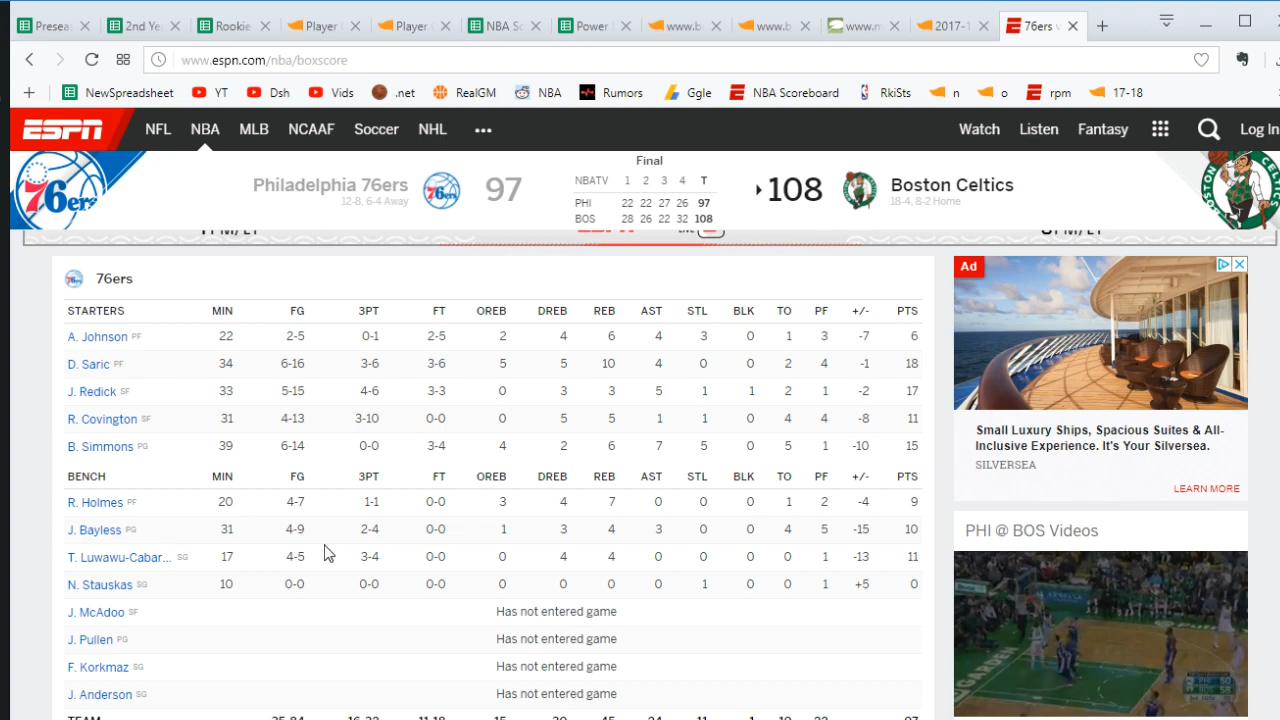 Preseas 2nd Ye Rookie Player Player NBA Sc Power www.b www.b www.m 2017-1 76ers v
www.espn.com/nba/boxscore
NewSpreadsheet YT Dsh Vids .net RealGM NBA Rumors Ggle NBA Scoreboard RkiSts n o rpm 17-18
ESPN NFL NBA MLB NCAAF Soccer NHL ••• Watch Listen Fantasy Log In
Final
76ers Philadelphia 76ers 97 NBATV 1 2 3 4 T 108 Boston Celtics
12-8, 6-4 Away PHI 22 22 27 26 97 18-4, 8-2 Home
BOS 28 26 22 32 108
76ers
STARTERS MIN FG 3PT FT OREB DREB REB AST STL BLK TO PF +/- PTS
A. Johnson PF 22 2-5 0-1 2-5 2 4 6 4 3 0 1 3 -7 6
D. Saric PF 34 6-16 3-6 3-6 5 5 10 4 0 0 2 4 -1 18
J. Redick SF 33 5-15 4-6 3-3 0 3 3 5 1 1 2 1 -2 17
R. Covington SF 31 4-13 3-10 0-0 0 5 5 1 1 0 4 4 -8 11
B. Simmons PG 39 6-14 0-0 3-4 4 2 6 7 5 0 5 1 -10 15
BENCH MIN FG 3PT FT OREB DREB REB AST STL BLK TO PF +/- PTS
R. Holmes PF 20 4-7 1-1 0-0 3 4 7 0 0 0 1 2 -4 9
J. Bayless PG 31 4-9 2-4 0-0 1 3 4 3 0 0 4 5 -15 10
T. Luwawu-Cabar... SG 17 4-5 3-4 0-0 0 4 4 0 0 0 0 1 -13 11
N. Stauskas SG 10 0-0 0-0 0-0 0 0 0 0 1 0 0 1 +5 0
J. McAdoo SF Has not entered game
J. Pullen PG Has not entered game
F. Korkmaz SG Has not entered game
J. Anderson SG Has not entered game
Ad
Small Luxury Ships, Spacious Suites & All-
Inclusive Experience. It's Your Silversea.
SILVERSEA
LEARN MORE
PHI @ BOS Videos
PHI 50
BOS 58